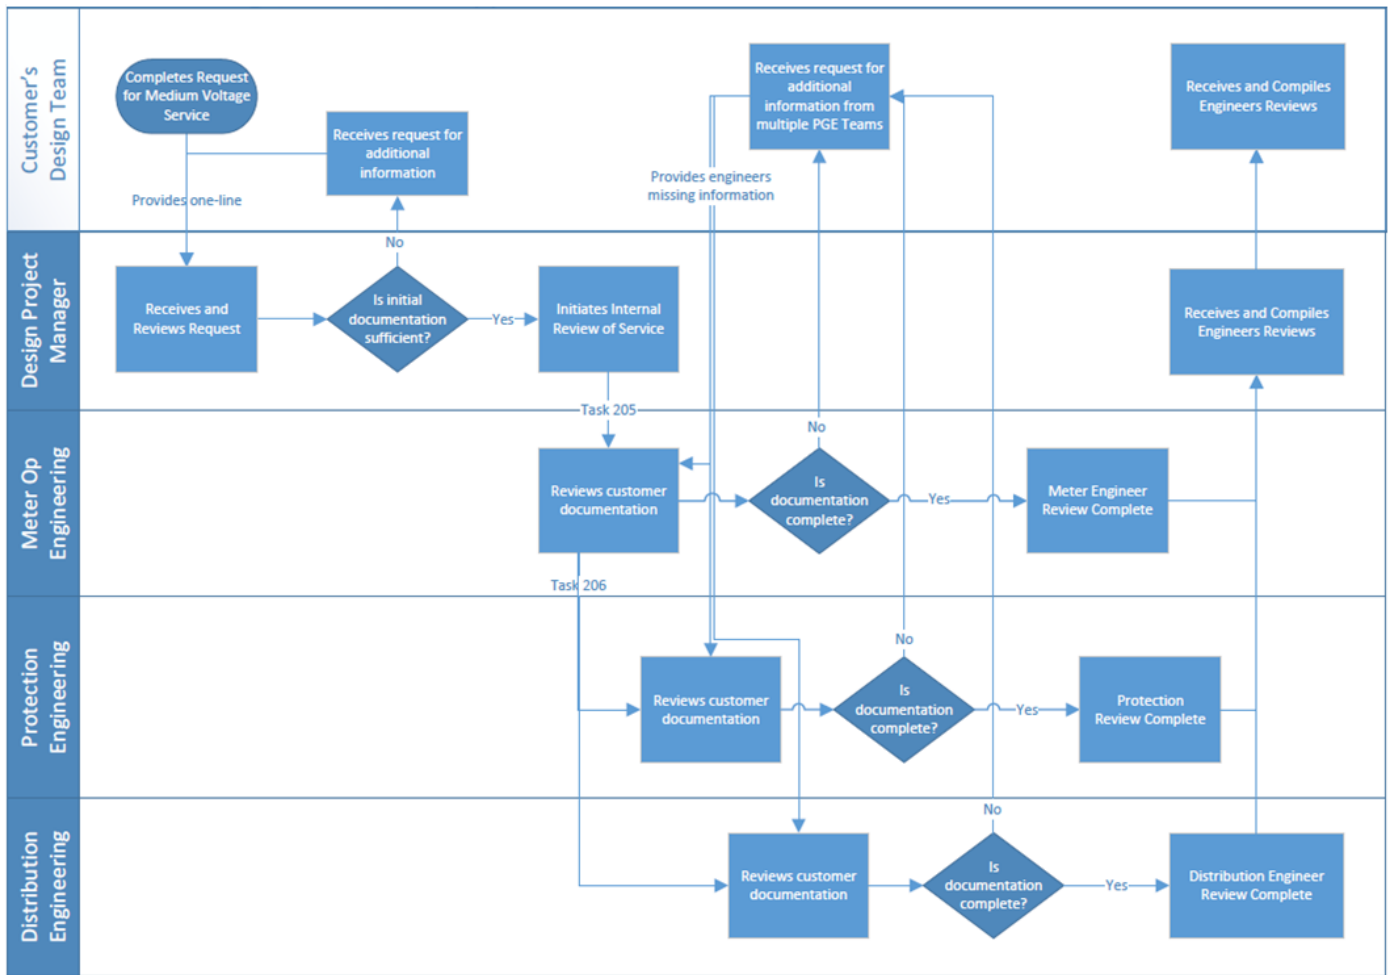 Customer's
Design Team
Completes Request
for Medium Voltage
Service
Provides one-line
Receives request for
additional
information
Receives request for
additional
information from
multiple PGE Teams
Provides engineers
missing information
Receives and Compiles
Engineers Reviews
Design Project
Manager
Receives and
Reviews Request
No
Is initial
documentation
sufficient?
Yes
Initiates Internal
Review of Service
Task 205
Receives and Compiles
Engineers Reviews
Meter Op
Engineering
Reviews customer
documentation
Task 206
No
Is
documentation
complete?
Yes
Meter Engineer
Review Complete
Protection
Engineering
Reviews customer
documentation
No
Is
documentation
complete?
Yes
Protection
Review Complete
Distribution
Engineering
Reviews customer
documentation
No
Is
documentation
complete?
Yes
Distribution Engineer
Review Complete